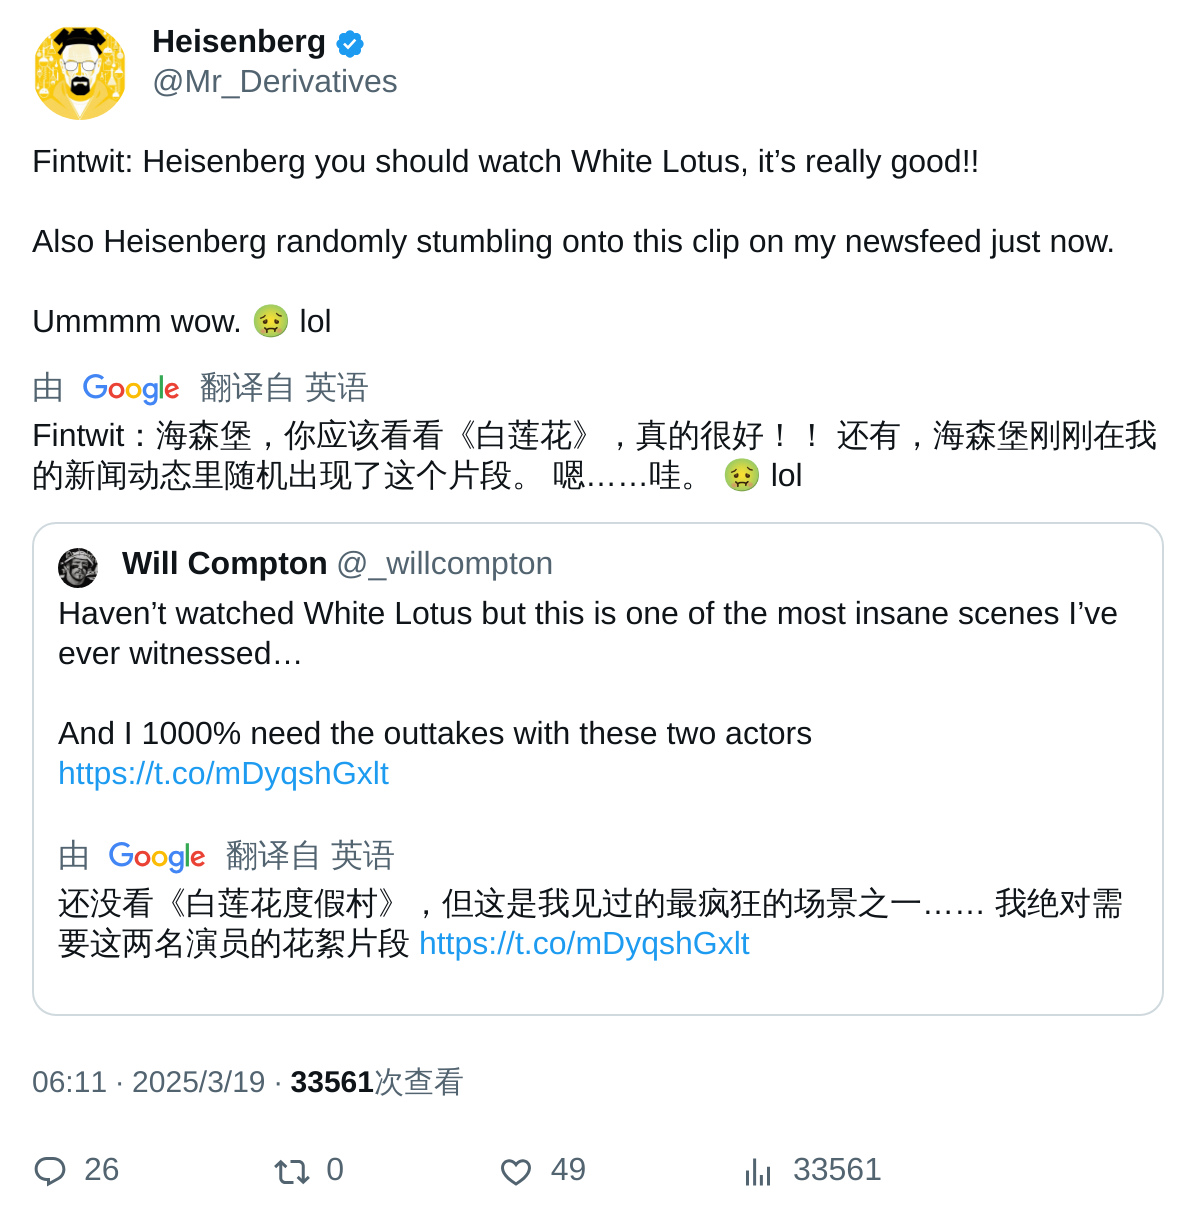 Heisenberg
@Mr_Derivatives
Fintwit: Heisenberg you should watch White Lotus, it’s really good!!
Also Heisenberg randomly stumbling onto this clip on my newsfeed just now.
Ummmm wow. 🤢 lol
由 Google 翻译自 英语
Fintwit：海森堡，你应该看看《白莲花》，真的很好！！ 还有，海森堡刚刚在我
的新闻动态里随机出现了这个片段。 嗯……哇。 🤢 lol
Will Compton @_willcompton
Haven’t watched White Lotus but this is one of the most insane scenes I’ve
ever witnessed…
And I 1000% need the outtakes with these two actors
https://t.co/mDyqshGxlt
由 Google 翻译自 英语
还没看《白莲花度假村》，但这是我见过的最疯狂的场景之一…… 我绝对需
要这两名演员的花絮片段 https://t.co/mDyqshGxlt
06:11 · 2025/3/19 · 33561次查看
26 0 49 33561